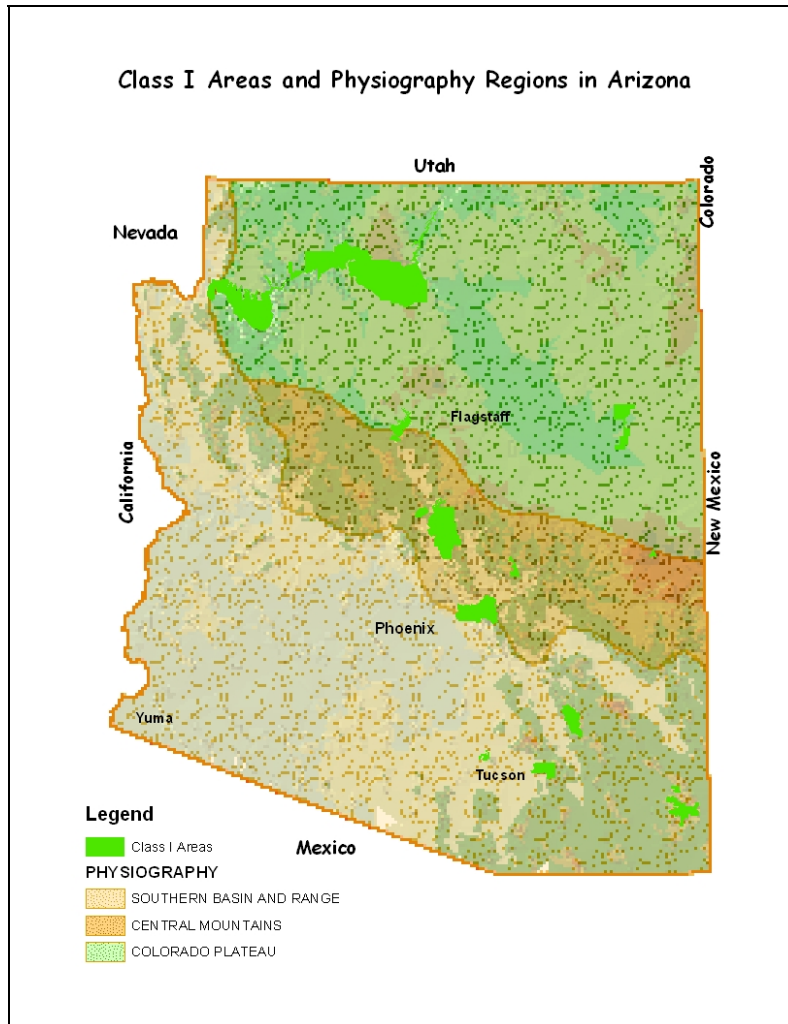 Class I Areas and Physiography Regions in Arizona
Utah
Colorado
Nevada
Flagstaff
California
New Mexico
Phoenix
Yuma
Tucson
Mexico
Legend
Class I Areas
PHYSIOGRAPHY
SOUTHERN BASIN AND RANGE
CENTRAL MOUNTAINS
COLORADO PLATEAU